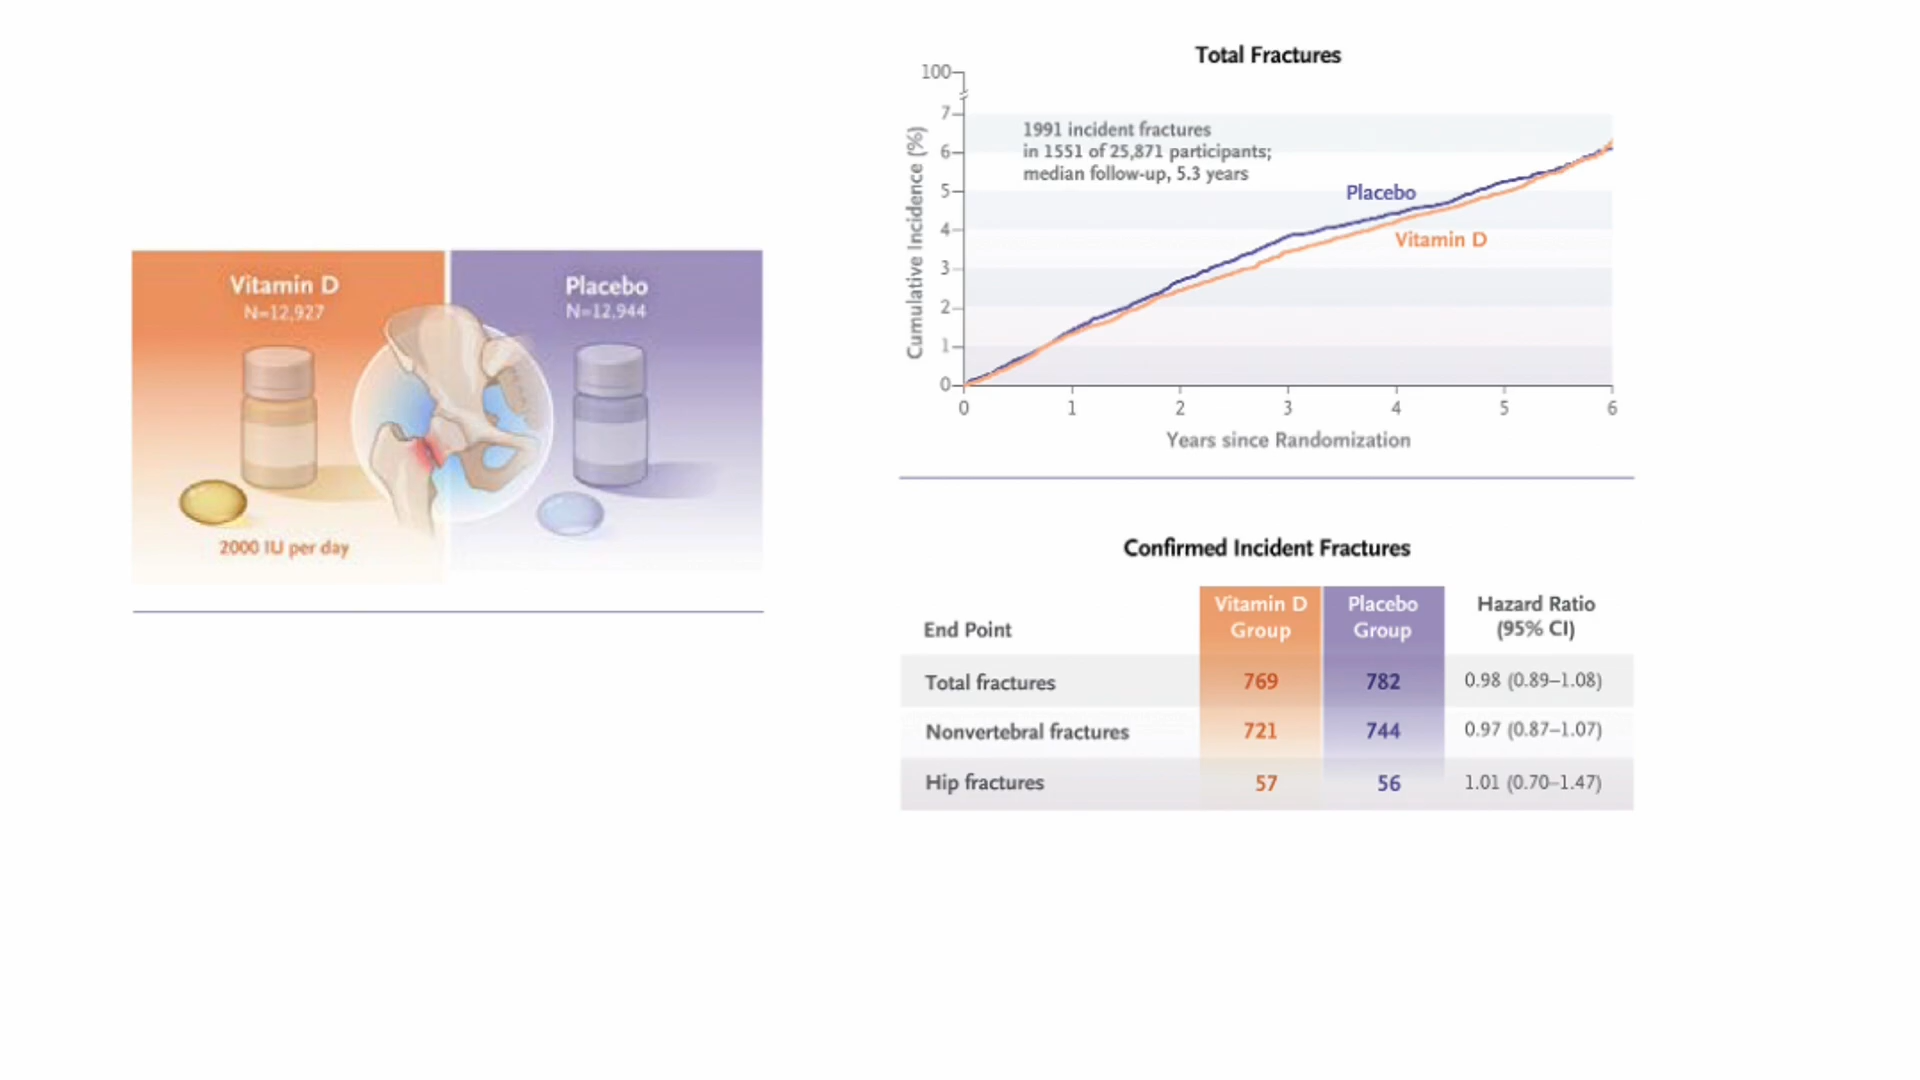 Vitamin D
N=12,927
2000 IU per day
Placebo
N=12,944
Total Fractures
Cumulative Incidence (%)
100
7
6
5
4
3
2
1
0
1991 incident fractures
in 1551 of 25,871 participants;
median follow-up, 5.3 years
Placebo
Vitamin D
0 1 2 3 4 5 6
Years since Randomization
Confirmed Incident Fractures
End Point Vitamin D Group Placebo Group Hazard Ratio (95% CI)
Total fractures 769 782 0.98 (0.89–1.08)
Nonvertebral fractures 721 744 0.97 (0.87–1.07)
Hip fractures 57 56 1.01 (0.70–1.47)